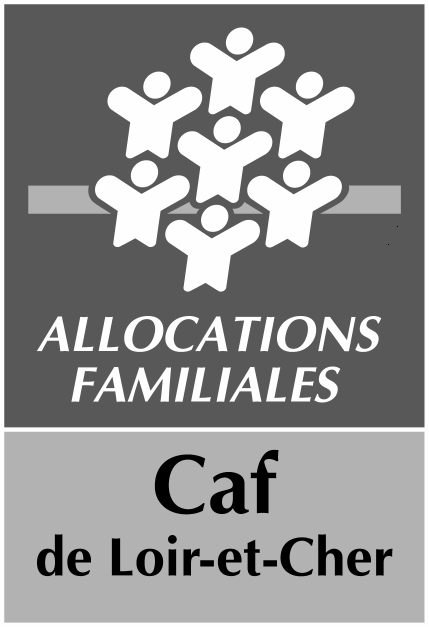 ALLOCATIONS
FAMILIALES
Caf
de Loir-et-Cher